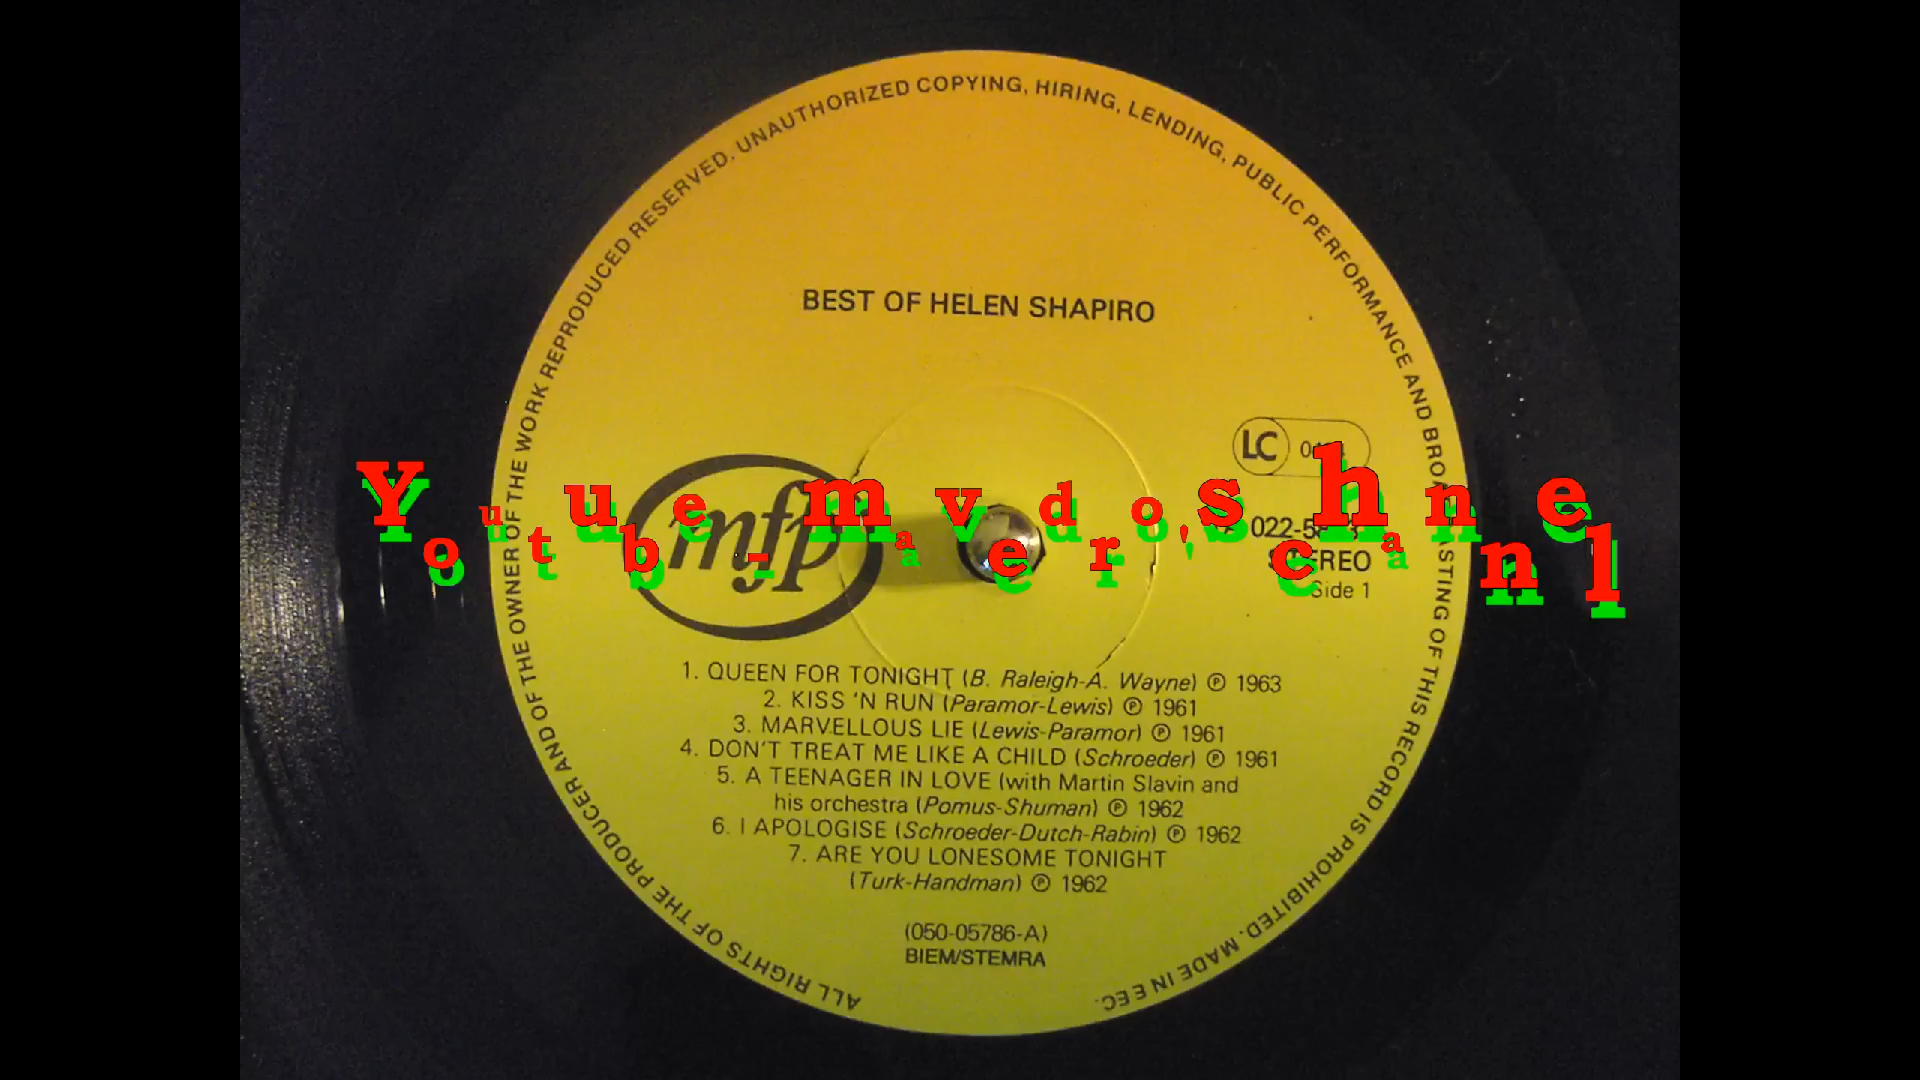 ALL RIGHTS OF THE PRODUCER AND OF THE OWNER OF THE WORK REPRODUCED RESERVED. UNAUTHORIZED COPYING, HIRING, LENDING, PUBLIC PERFORMANCE AND BROADCASTING OF THIS RECORD IS PROHIBITED. MADE IN EEC.
BEST OF HELEN SHAPIRO
LC
Youtube - mavedro's channel
mfp
STEREO
Side 1
1. QUEEN FOR TONIGHT (B. Raleigh-A. Wayne) ℗ 1963
2. KISS 'N RUN (Paramor-Lewis) ℗ 1961
3. MARVELLOUS LIE (Lewis-Paramor) ℗ 1961
4. DON'T TREAT ME LIKE A CHILD (Schroeder) ℗ 1961
5. A TEENAGER IN LOVE (with Martin Slavin and
his orchestra (Pomus-Shuman) ℗ 1962
6. I APOLOGISE (Schroeder-Dutch-Rabin) ℗ 1962
7. ARE YOU LONESOME TONIGHT
(Turk-Handman) ℗ 1962
(050-05786-A)
BIEM/STEMRA